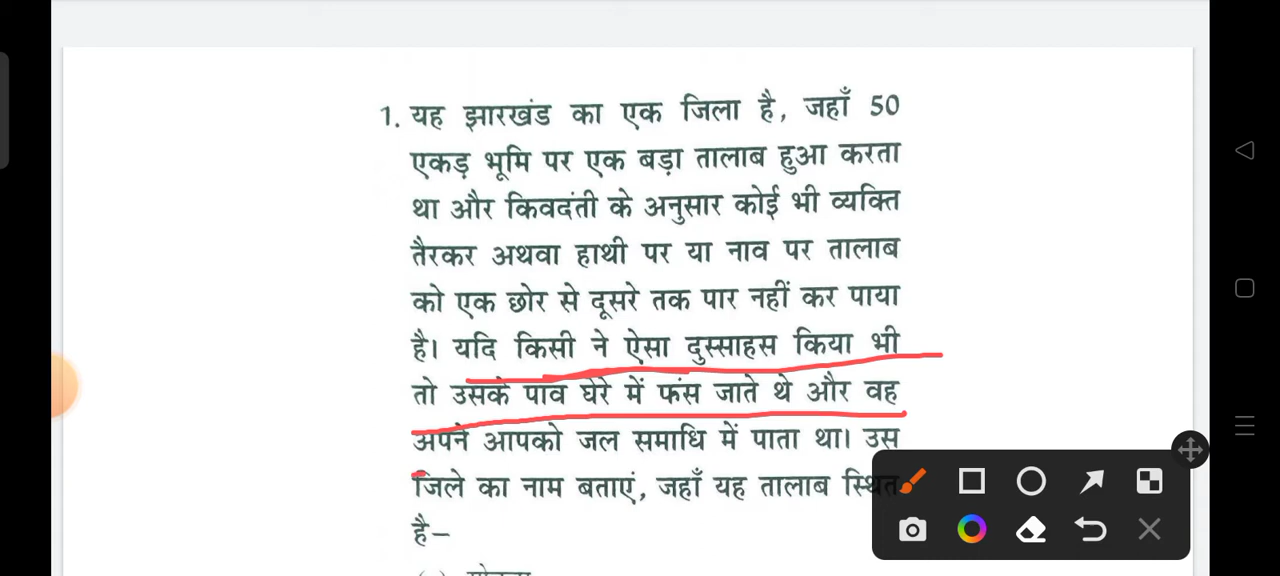 1. यह झारखंड का एक जिला है, जहाँ 50
एकड़ भूमि पर एक बड़ा तालाब हुआ करता
था और किवदंती के अनुसार कोई भी व्यक्ति
तैरकर अथवा हाथी पर या नाव पर तालाब
को एक छोर से दूसरे तक पार नहीं कर पाया
है। यदि किसी ने ऐसा दुस्साहस किया भी
तो उसके पाव घेरे में फंस जाते थे और वह
अपने आपको जल समाधि में पाता था। उस
जिले का नाम बताएं, जहाँ यह तालाब स्थित
है–